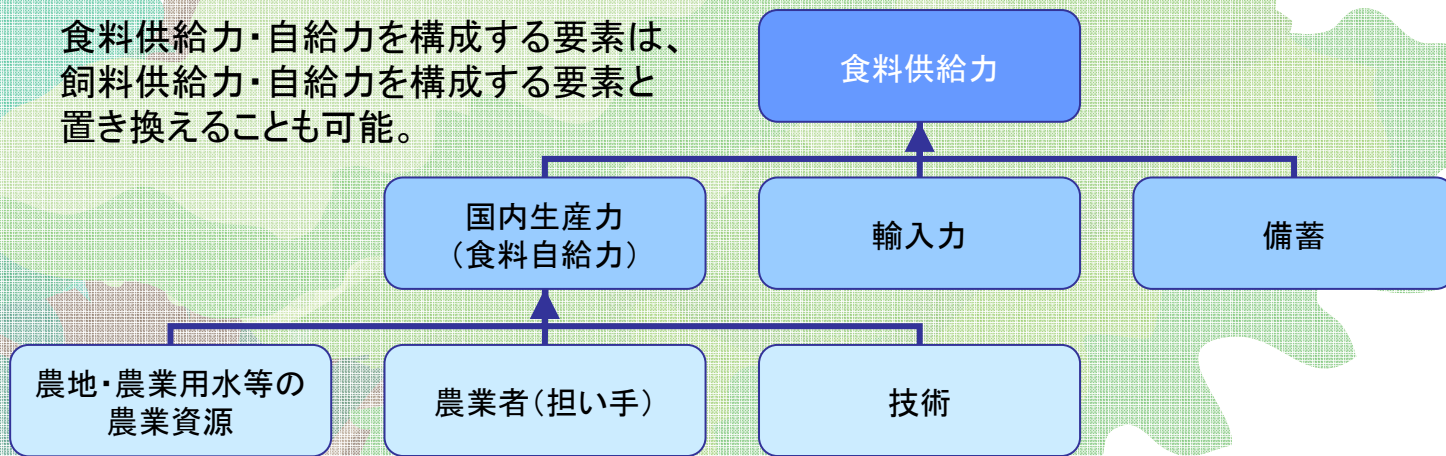 食料供給力・自給力を構成する要素は、
飼料供給力・自給力を構成する要素と
置き換えることも可能。
食料供給力
国内生産力
（食料自給力）
輸入力
備蓄
農地・農業用水等の
農業資源
農業者（担い手）
技術